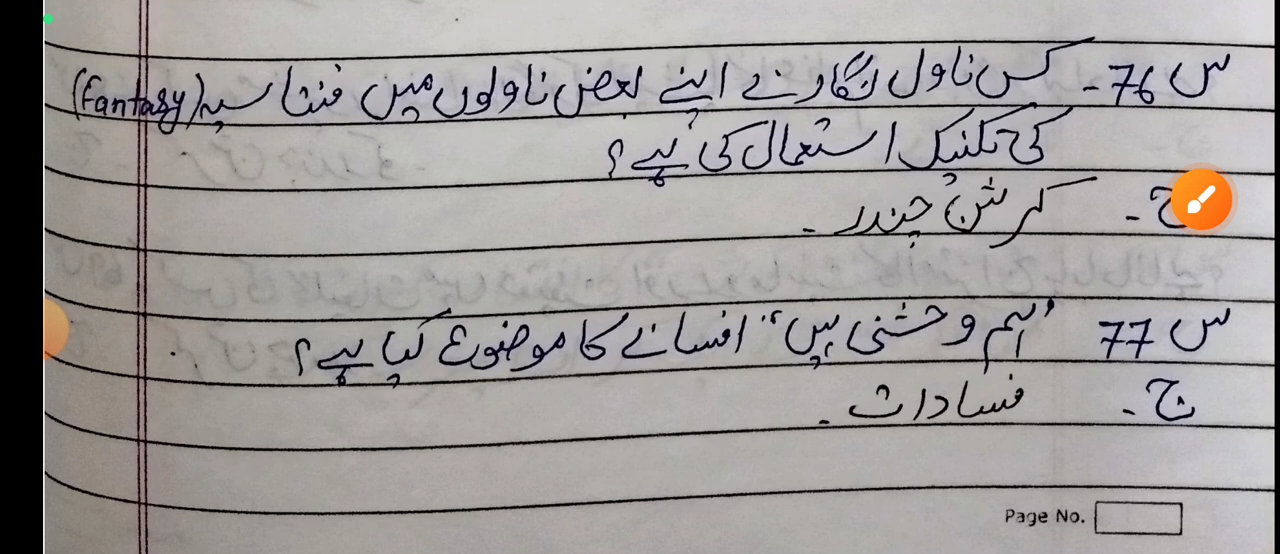 س 76۔ کس ناول نگار نے اپنے بعض ناولوں میں فنتاسیہ (Fantasy)
کی تکنیک استعمال کی ہے؟
ج۔ کرشن چندر۔
س 77 "ہم وحشی ہیں" افسانے کا موضوع کیا ہے؟
ج۔ فسادات۔
Page No.